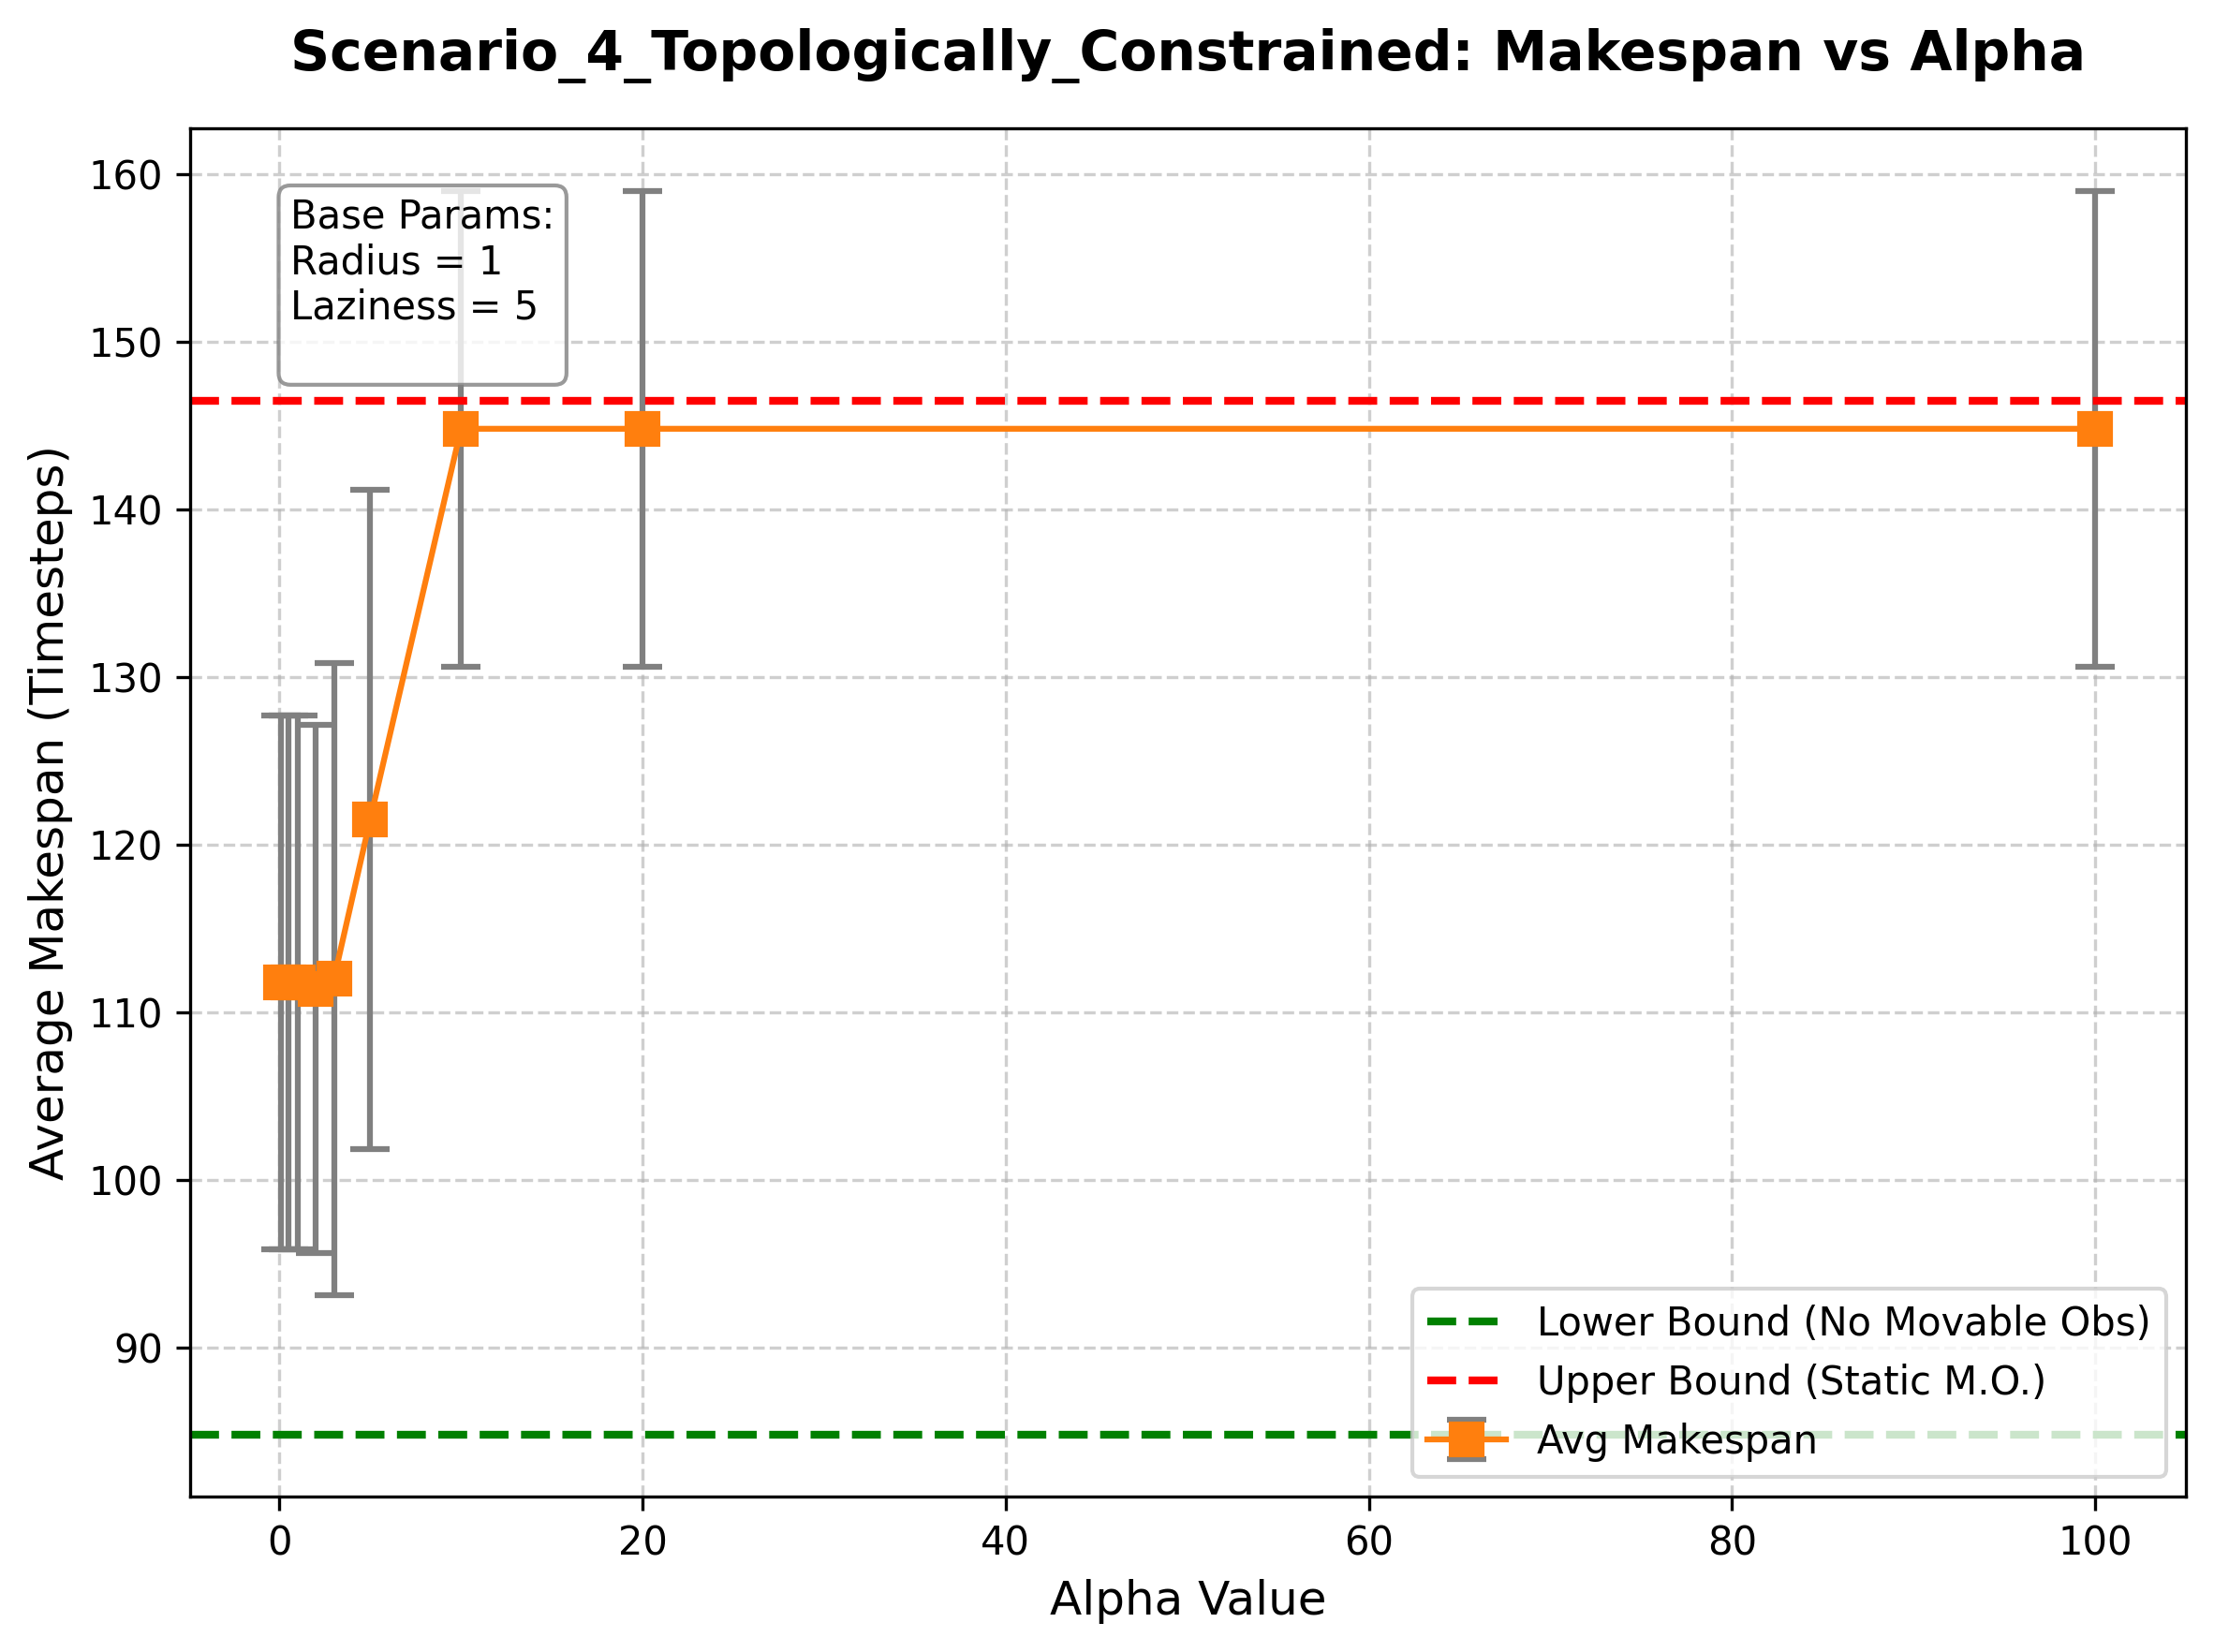 Scenario_4_Topologically_Constrained: Makespan vs Alpha
Average Makespan (Timesteps)
160
150
140
130
120
110
100
90
Base Params:
Radius = 1
Laziness = 5
Lower Bound (No Movable Obs)
Upper Bound (Static M.O.)
Avg Makespan
0
20
40
60
80
100
Alpha Value